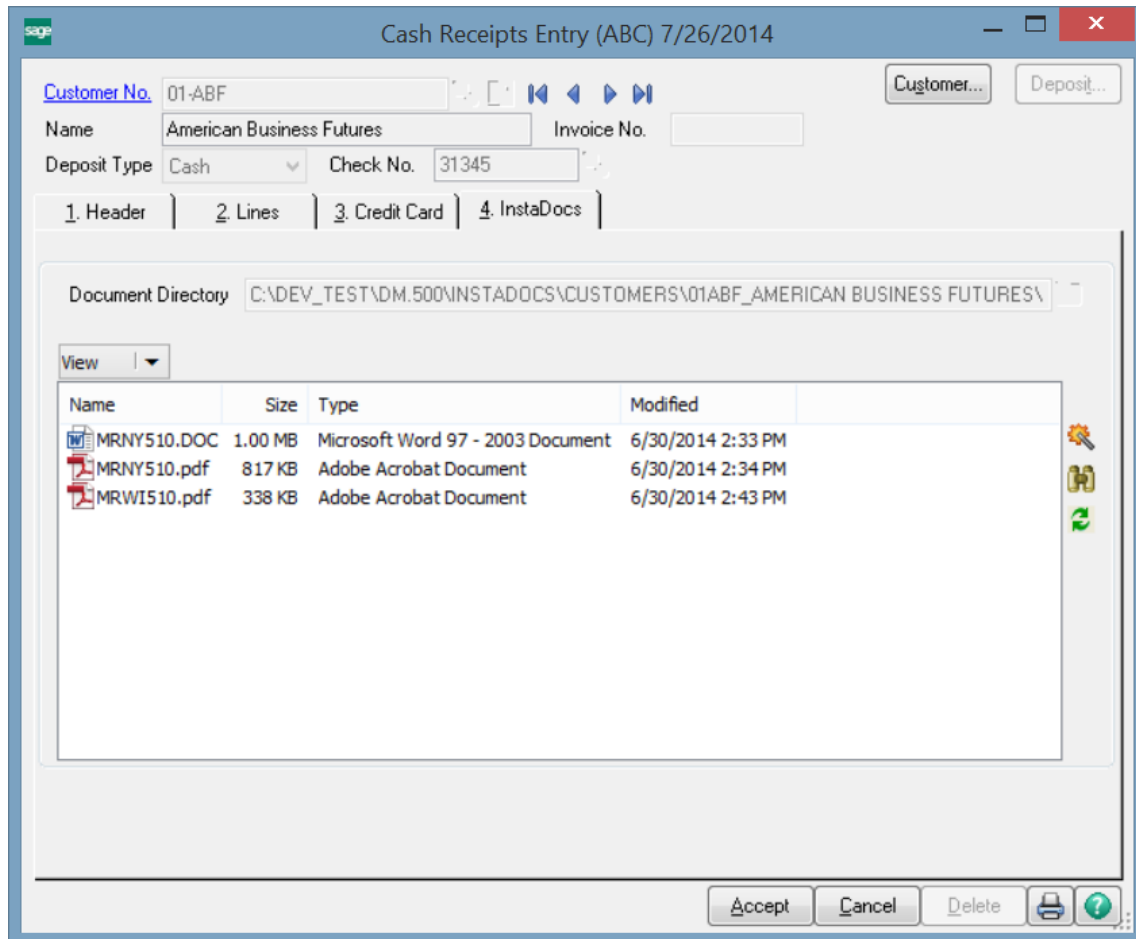 sage Cash Receipts Entry (ABC) 7/26/2014
Customer No. 01-ABF Customer... Deposit...
Name American Business Futures Invoice No.
Deposit Type Cash Check No. 31345
1. Header 2. Lines 3. Credit Card 4. InstaDocs
Document Directory C:\DEV_TEST\DM.500\INSTADOCS\CUSTOMERS\01ABF_AMERICAN BUSINESS FUTURES\
View
Name Size Type Modified
MRNY510.DOC 1.00 MB Microsoft Word 97 - 2003 Document 6/30/2014 2:33 PM
MRNY510.pdf 817 KB Adobe Acrobat Document 6/30/2014 2:34 PM
MRWI510.pdf 338 KB Adobe Acrobat Document 6/30/2014 2:43 PM
Accept Cancel Delete